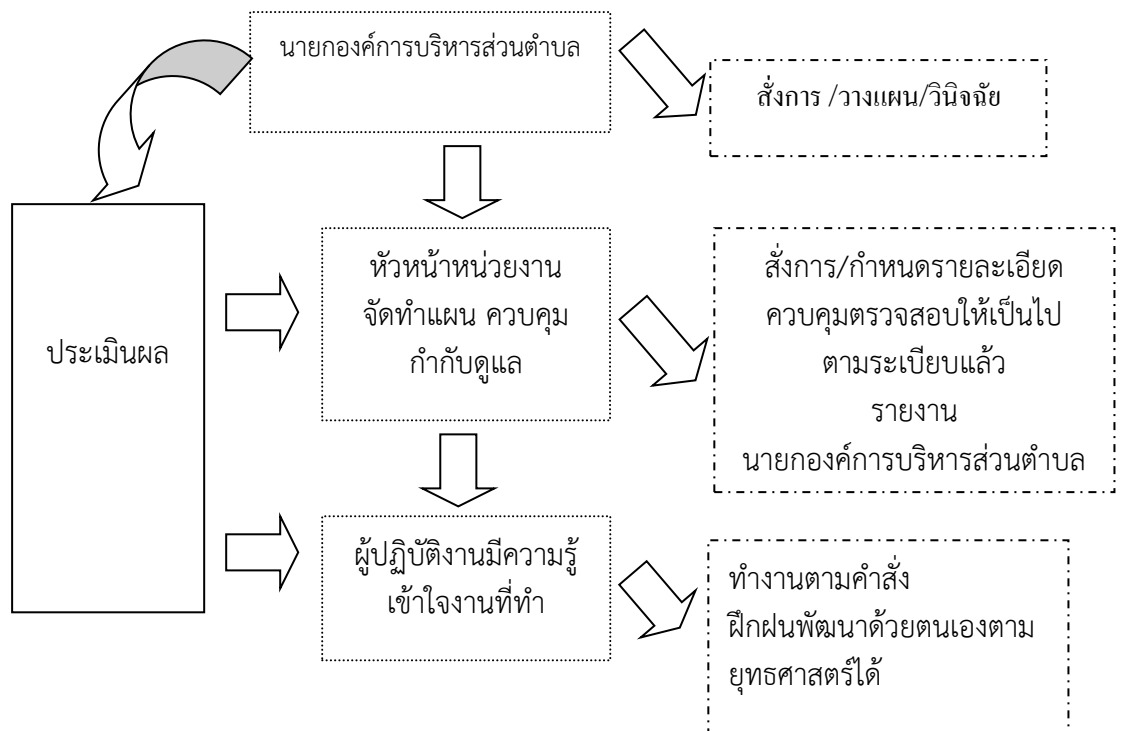 นายกองค์การบริหารส่วนตำบล
สั่งการ /วางแผน/วินิจฉัย
ประเมินผล
หัวหน้าหน่วยงาน
จัดทำแผน ควบคุม
กำกับดูแล
สั่งการ/กำหนดรายละเอียด
ควบคุมตรวจสอบให้เป็นไป
ตามระเบียบแล้ว
รายงาน
นายกองค์การบริหารส่วนตำบล
ผู้ปฏิบัติงานมีความรู้
เข้าใจงานที่ทำ
ทำงานตามคำสั่ง
ฝึกฝนพัฒนาด้วยตนเองตาม
ยุทธศาสตร์ได้